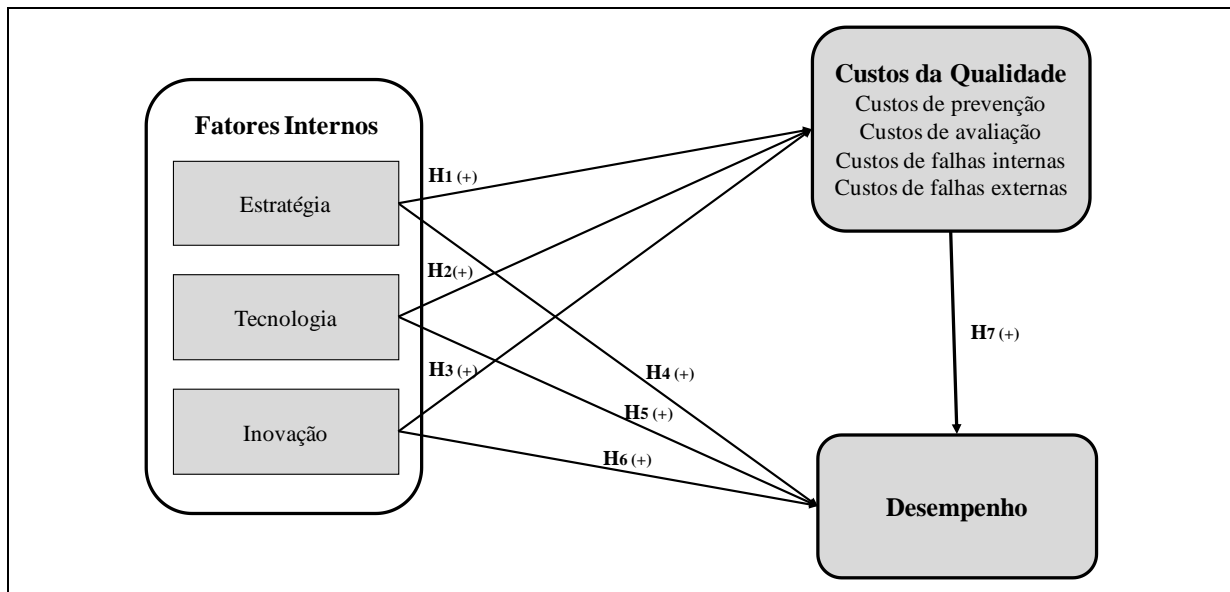 Fatores Internos
Estratégia
Tecnologia
Inovação
H1 (+)
H2(+)
H3 (+)
H4 (+)
H5 (+)
H6 (+)
Custos da Qualidade
Custos de prevenção
Custos de avaliação
Custos de falhas internas
Custos de falhas externas
H7 (+)
Desempenho